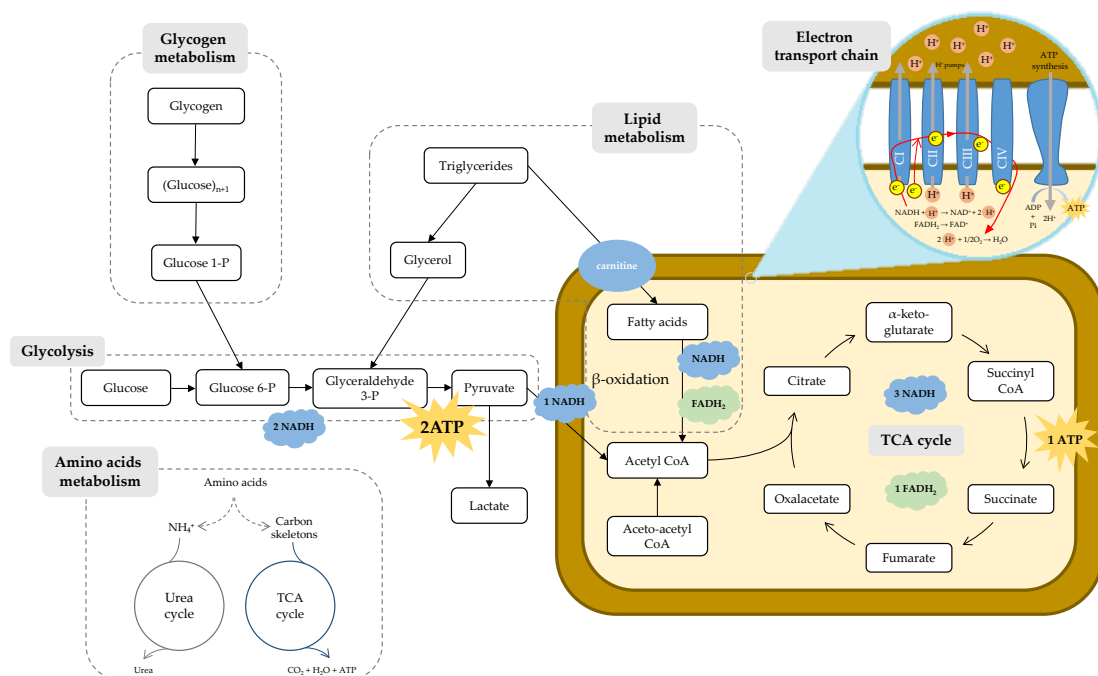 Glycogen
metabolism
Glycogen
(Glucose)n+1
Glucose 1-P
Lipid
metabolism
Triglycerides
Glycerol
carnitine
Fatty acids
β-oxidation
NADH
FADH₂
Electron
transport chain
H⁺
H⁺
H⁺
H⁺
H⁺
H⁺
H⁺
H⁺ pumps
ATP
synthesis
CI
CII
CIII
CIV
e⁻
e⁻
e⁻
e⁻
e⁻
H⁺
H⁺
NADH + H⁺ → NAD⁺ + 2 H⁺
FADH₂ → FAD⁺
2 H⁺ + 1/2O₂ → H₂O
ADP
+
Pi
2H⁺
ATP
Glycolysis
Glucose
Glucose 6-P
Glyceraldehyde
3-P
Pyruvate
2 NADH
2ATP
1 NADH
Lactate
Acetyl CoA
Aceto-acetyl
CoA
α-keto-
glutarate
Citrate
Succinyl
CoA
3 NADH
TCA cycle
1 ATP
1 FADH₂
Oxalacetate
Succinate
Fumarate
Amino acids
metabolism
Amino acids
NH₄⁺
Carbon
skeletons
Urea
cycle
TCA
cycle
Urea
CO₂ + H₂O + ATP